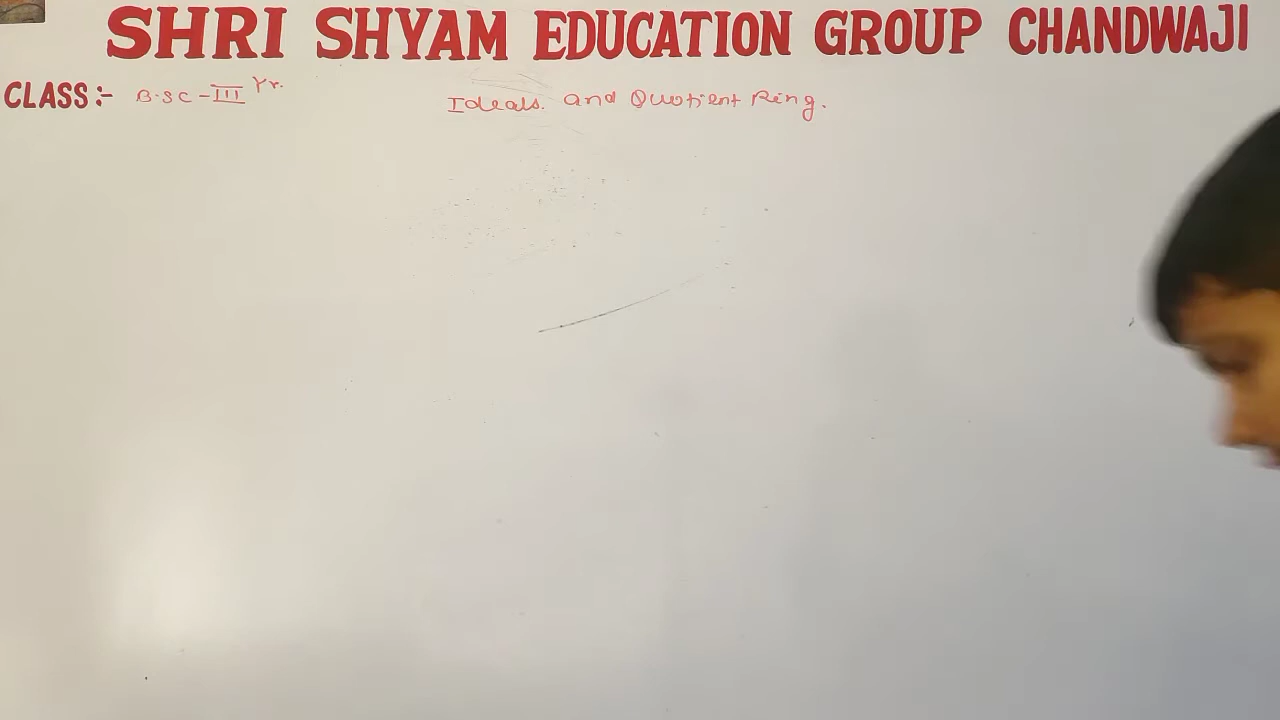 SHRI SHYAM EDUCATION GROUP CHANDWAJI
CLASS:- B.SC-III Yr. Ideals. and Quotient Ring.